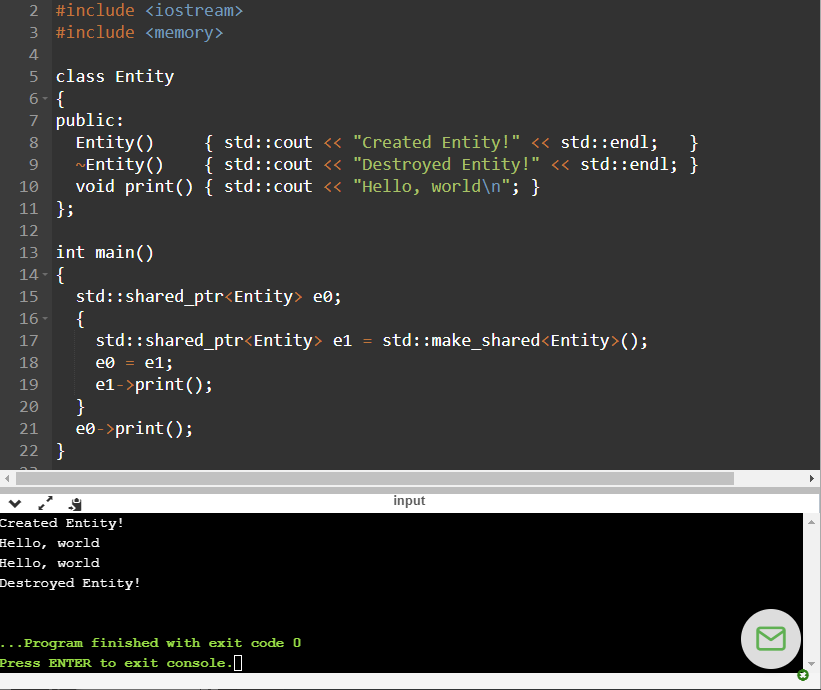 2 #include <iostream>
3 #include <memory>
4
5 class Entity
6 {
7 public:
8   Entity()     { std::cout << "Created Entity!" << std::endl;   }
9   ~Entity()    { std::cout << "Destroyed Entity!" << std::endl; }
10   void print() { std::cout << "Hello, world\n"; }
11 };
12
13 int main()
14 {
15   std::shared_ptr<Entity> e0;
16   {
17     std::shared_ptr<Entity> e1 = std::make_shared<Entity>();
18     e0 = e1;
19     e1->print();
20   }
21   e0->print();
22 }
input
Created Entity!
Hello, world
Hello, world
Destroyed Entity!
...Program finished with exit code 0
Press ENTER to exit console.